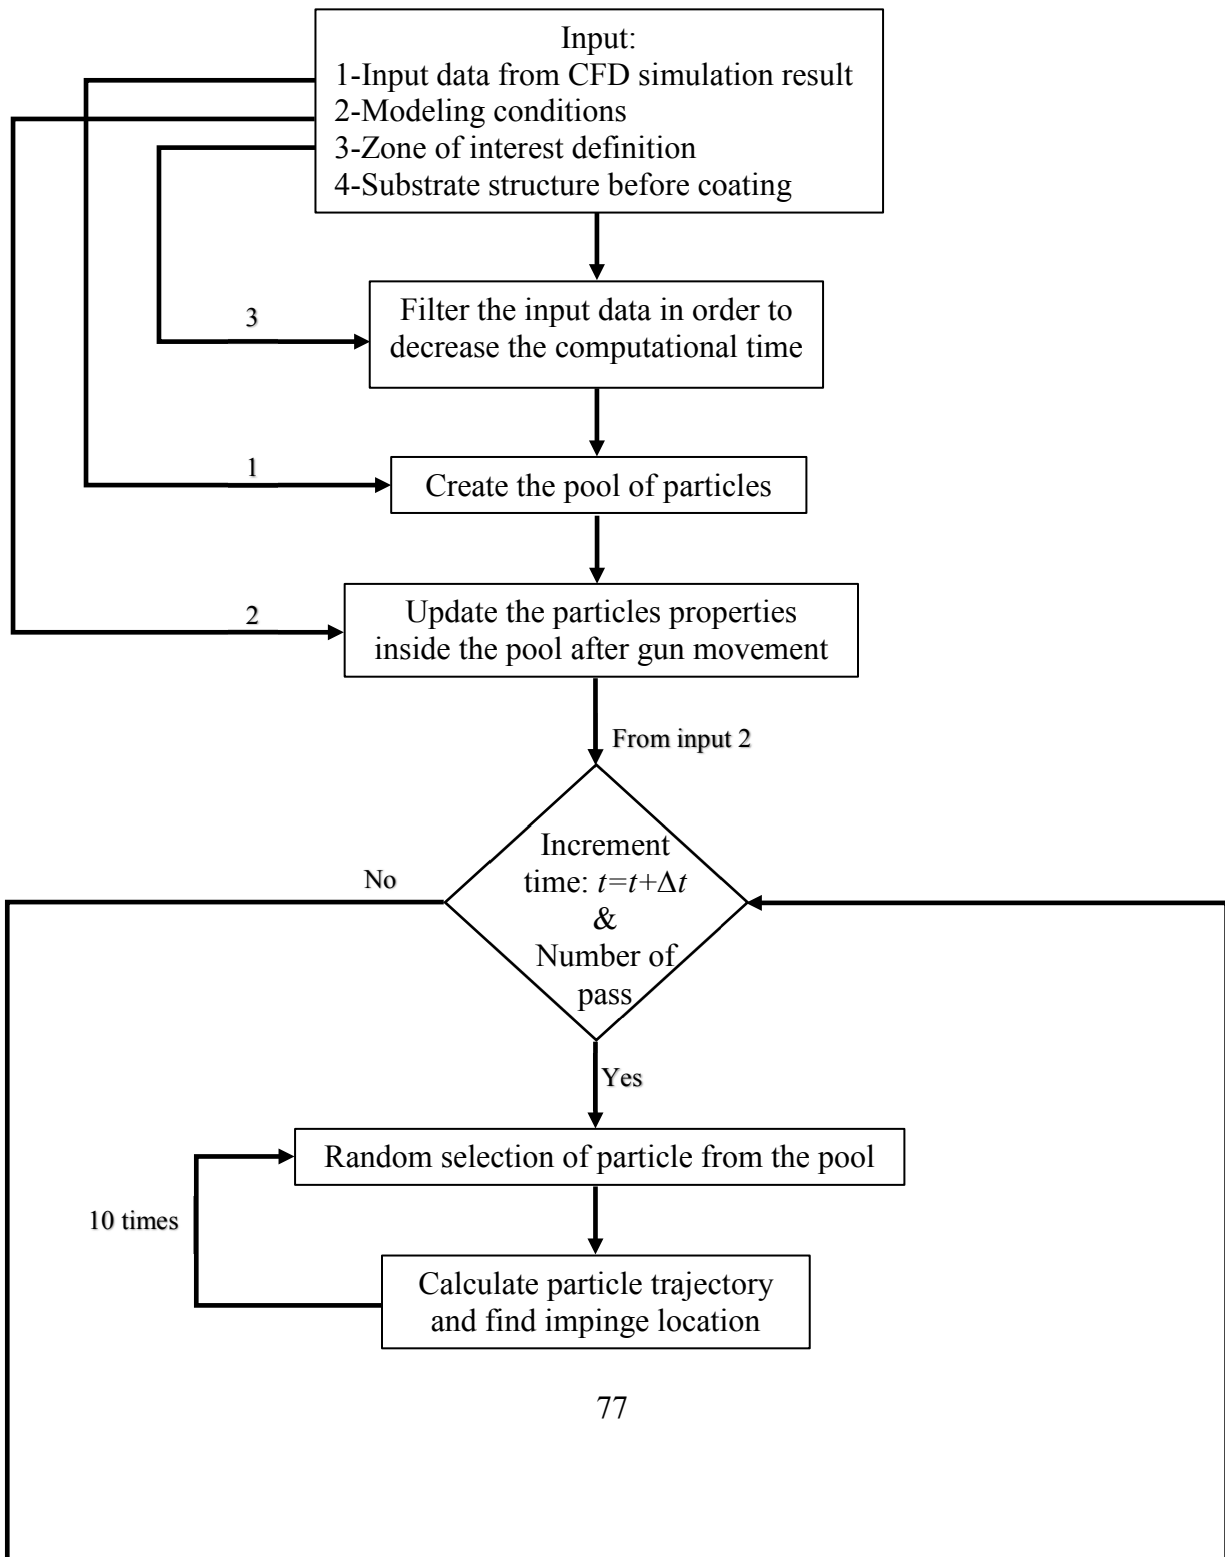 Input:
1-Input data from CFD simulation result
2-Modeling conditions
3-Zone of interest definition
4-Substrate structure before coating
3
Filter the input data in order to
decrease the computational time
1
Create the pool of particles
2
Update the particles properties
inside the pool after gun movement
From input 2
Increment
time: t=t+Δt
&
Number of
pass
No
Yes
Random selection of particle from the pool
10 times
Calculate particle trajectory
and find impinge location
77